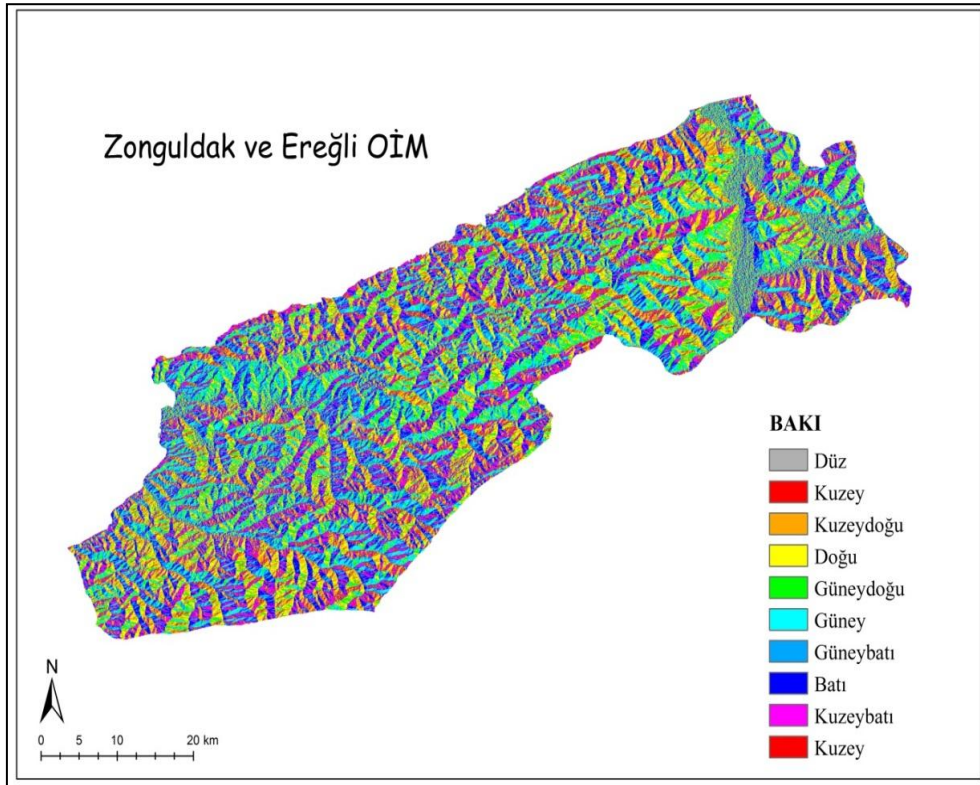 Zonguldak ve Ereğli OİM
BAKI
Düz
Kuzey
Kuzeydoğu
Doğu
Güneydoğu
Güney
Güneybatı
Batı
Kuzeybatı
Kuzey
N
0 5 10 20 km